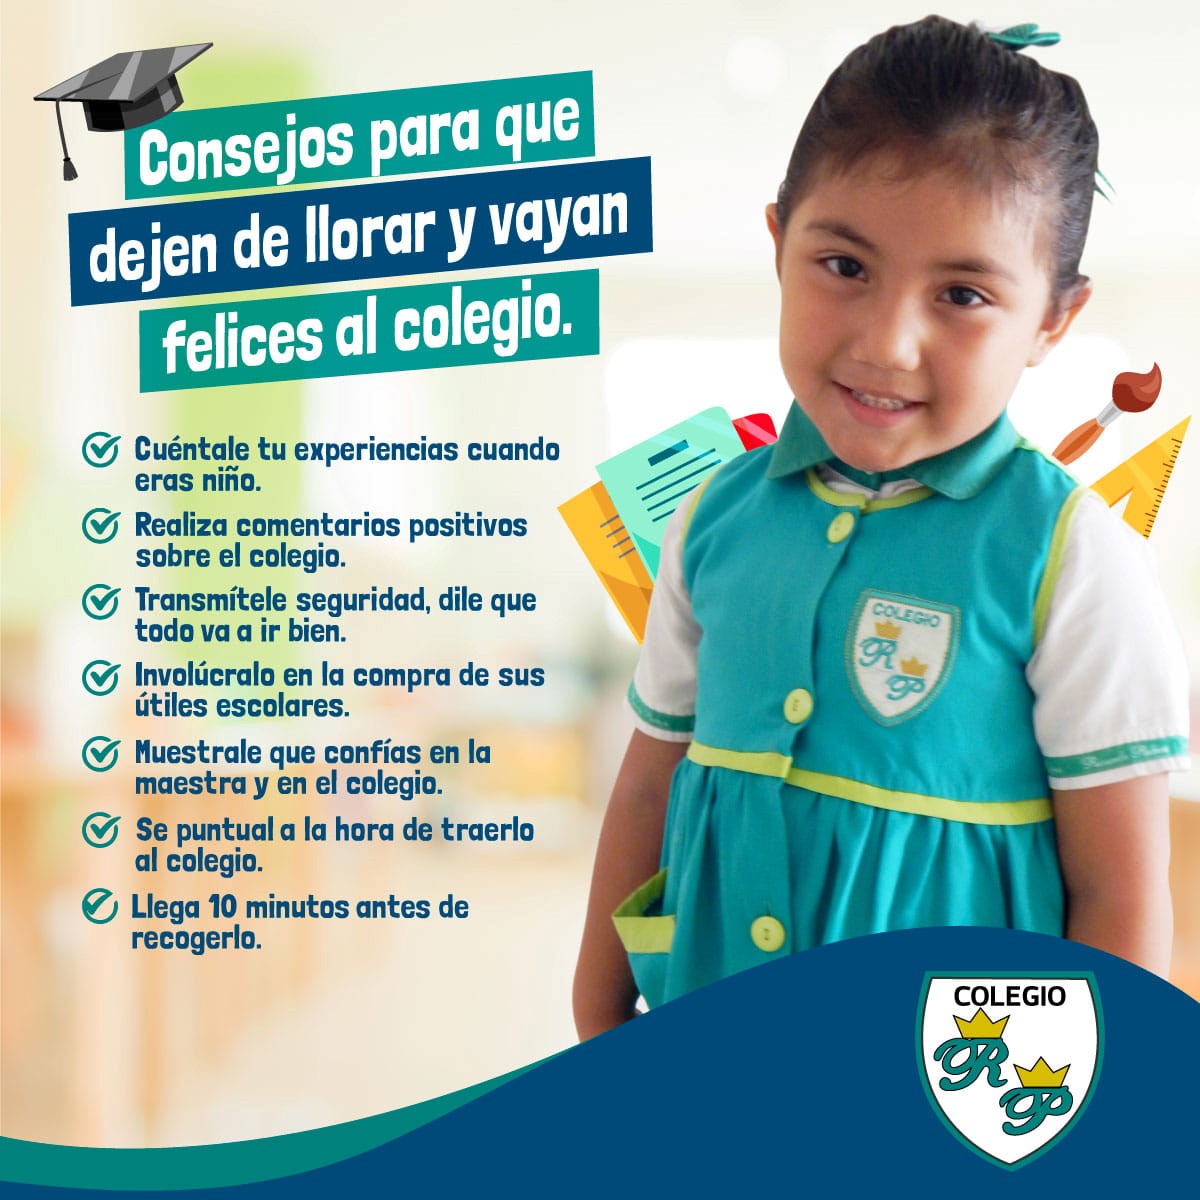 Consejos para que
dejen de llorar y vayan
felices al colegio.
Cuéntale tu experiencias cuando
eras niño.
Realiza comentarios positivos
sobre el colegio.
Transmítele seguridad, dile que
todo va a ir bien.
Involúcralo en la compra de sus
útiles escolares.
Muestrale que confías en la
maestra y en el colegio.
Se puntual a la hora de traerlo
al colegio.
Llega 10 minutos antes de
recogerlo.
COLEGIO
R
P
COLEGIO
R
P